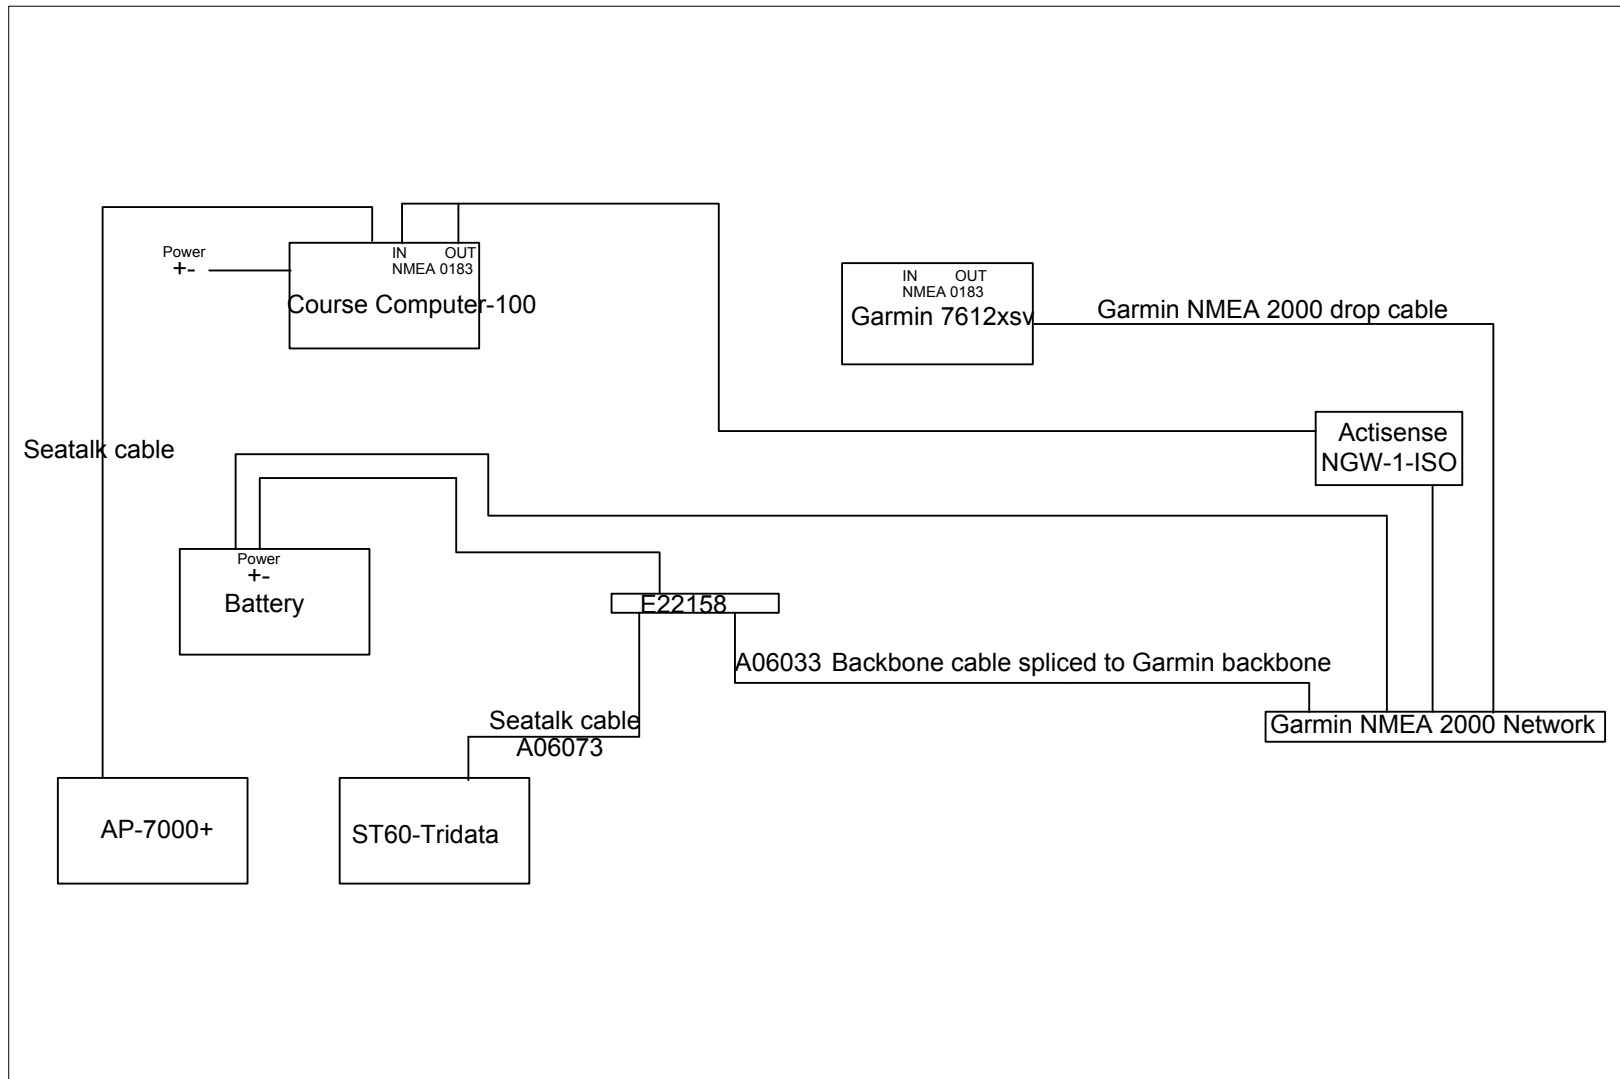 Power
+-
IN OUT
NMEA 0183
Course Computer-100
IN OUT
NMEA 0183
Garmin 7612xsv
Garmin NMEA 2000 drop cable
Seatalk cable
Actisense
NGW-1-ISO
Power
+-
Battery
E22158
A06033 Backbone cable spliced to Garmin backbone
Seatalk cable
A06073
Garmin NMEA 2000 Network
AP-7000+
ST60-Tridata